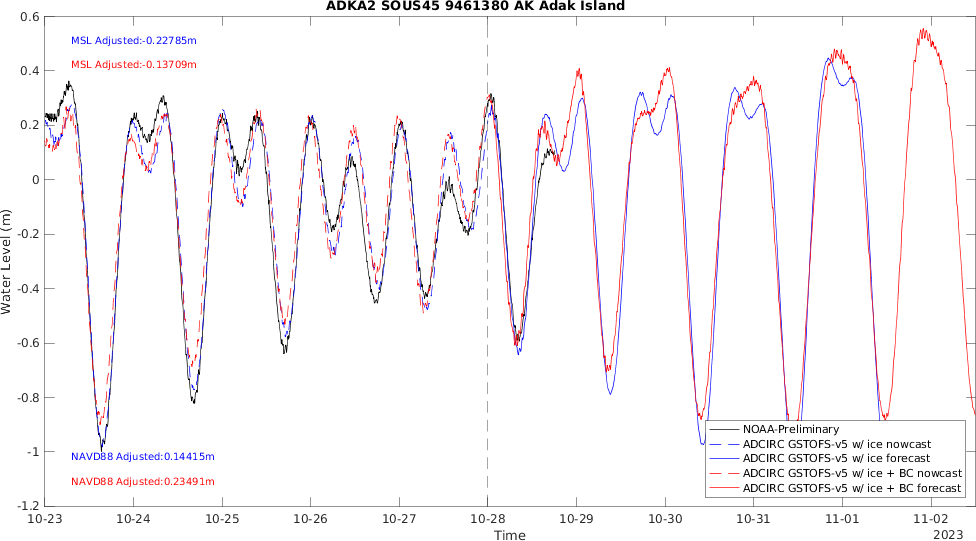 ADKA2 SOUS45 9461380 AK Adak Island
0.6
MSL Adjusted:-0.22785m
MSL Adjusted:-0.13709m
0.4
0.2
0
-0.2
-0.4
-0.6
-0.8
-1
-1.2
Water Level (m)
NAVD88 Adjusted:0.14415m
NAVD88 Adjusted:0.23491m
NOAA-Preliminary
ADCIRC GSTOFS-v5 w/ ice nowcast
ADCIRC GSTOFS-v5 w/ ice forecast
ADCIRC GSTOFS-v5 w/ ice + BC nowcast
ADCIRC GSTOFS-v5 w/ ice + BC forecast
10-23 10-24 10-25 10-26 10-27 10-28 10-29 10-30 10-31 11-01 11-02
Time
2023